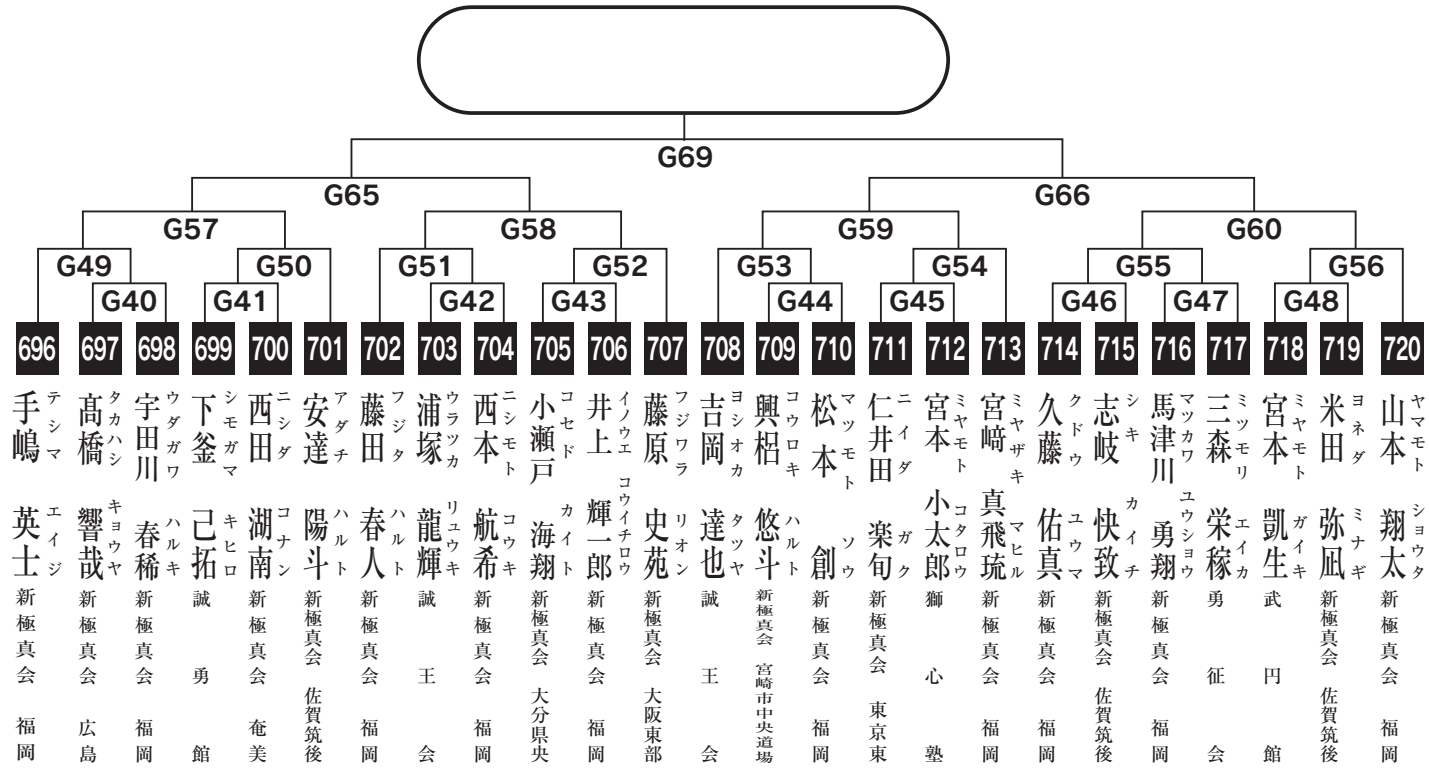 G69
G65 G66
G57 G58 G59 G60
G49 G50 G51 G52 G53 G54 G55 G56
G40 G41 G42 G43 G44 G45 G46 G47 G48
696 697 698 699 700 701 702 703 704 705 706 707 708 709 710 711 712 713 714 715 716 717 718 719 720
手嶋 英士 テシマ エイジ 新極真会 福岡
髙橋 響哉 タカハシ キョウヤ 新極真会 広島
宇田川 春稀 ウダガワ ハルキ 新極真会 福岡
下釜 己拓 シモガマ キヒロ 誠勇館
西田 湖南 ニシダ コナン 新極真会 奄美
安達 陽斗 アダチ ハルト 新極真会 佐賀筑後
藤田 春人 フジタ ハルト 新極真会 福岡
浦塚 龍輝 ウラツカ リュウキ 誠王会
西本 航希 ニシモト コウキ 新極真会 福岡
小瀬戸 海翔 コセド カイト 新極真会 大分県央
井上 輝一郎 イノウエ コウイチロウ 新極真会 福岡
藤原 史苑 フジワラ リオン 新極真会 大阪東部
吉岡 達也 ヨシオカ タツヤ 誠王会
興梠 悠斗 コウロキ ハルト 新極真会 宮崎市中央道場
松本 創 マツモト ソウ 新極真会 福岡
仁井田 楽旬 ニイダ ガク 新極真会 東京東
宮本 小太郎 ミヤモト コタロウ 獅心塾
宮﨑 真飛琉 ミヤザキ マヒル 新極真会 福岡
久藤 佑真 クドウ ユウマ 新極真会 福岡
志岐 快致 シキ カイチ 新極真会 佐賀筑後
馬津川 勇翔 マツカワ ユウショウ 新極真会 福岡
三森 栄稼 ミツモリ エイカ 勇征会
宮本 凱生 ミヤモト ガイキ 武円館
米田 弥凪 ヨネダ ミナギ 新極真会 佐賀筑後
山本 翔太 ヤマモト ショウタ 新極真会 福岡